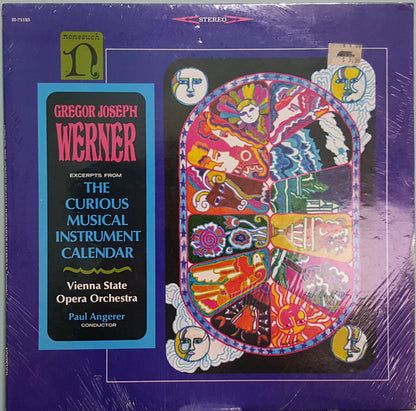 H-71193
STEREO
nonesuch
N
GREGOR JOSEPH
WERNER
EXCERPTS FROM
THE
CURIOUS
MUSICAL
INSTRUMENT
CALENDAR
Vienna State
Opera Orchestra
Paul Angerer
CONDUCTOR